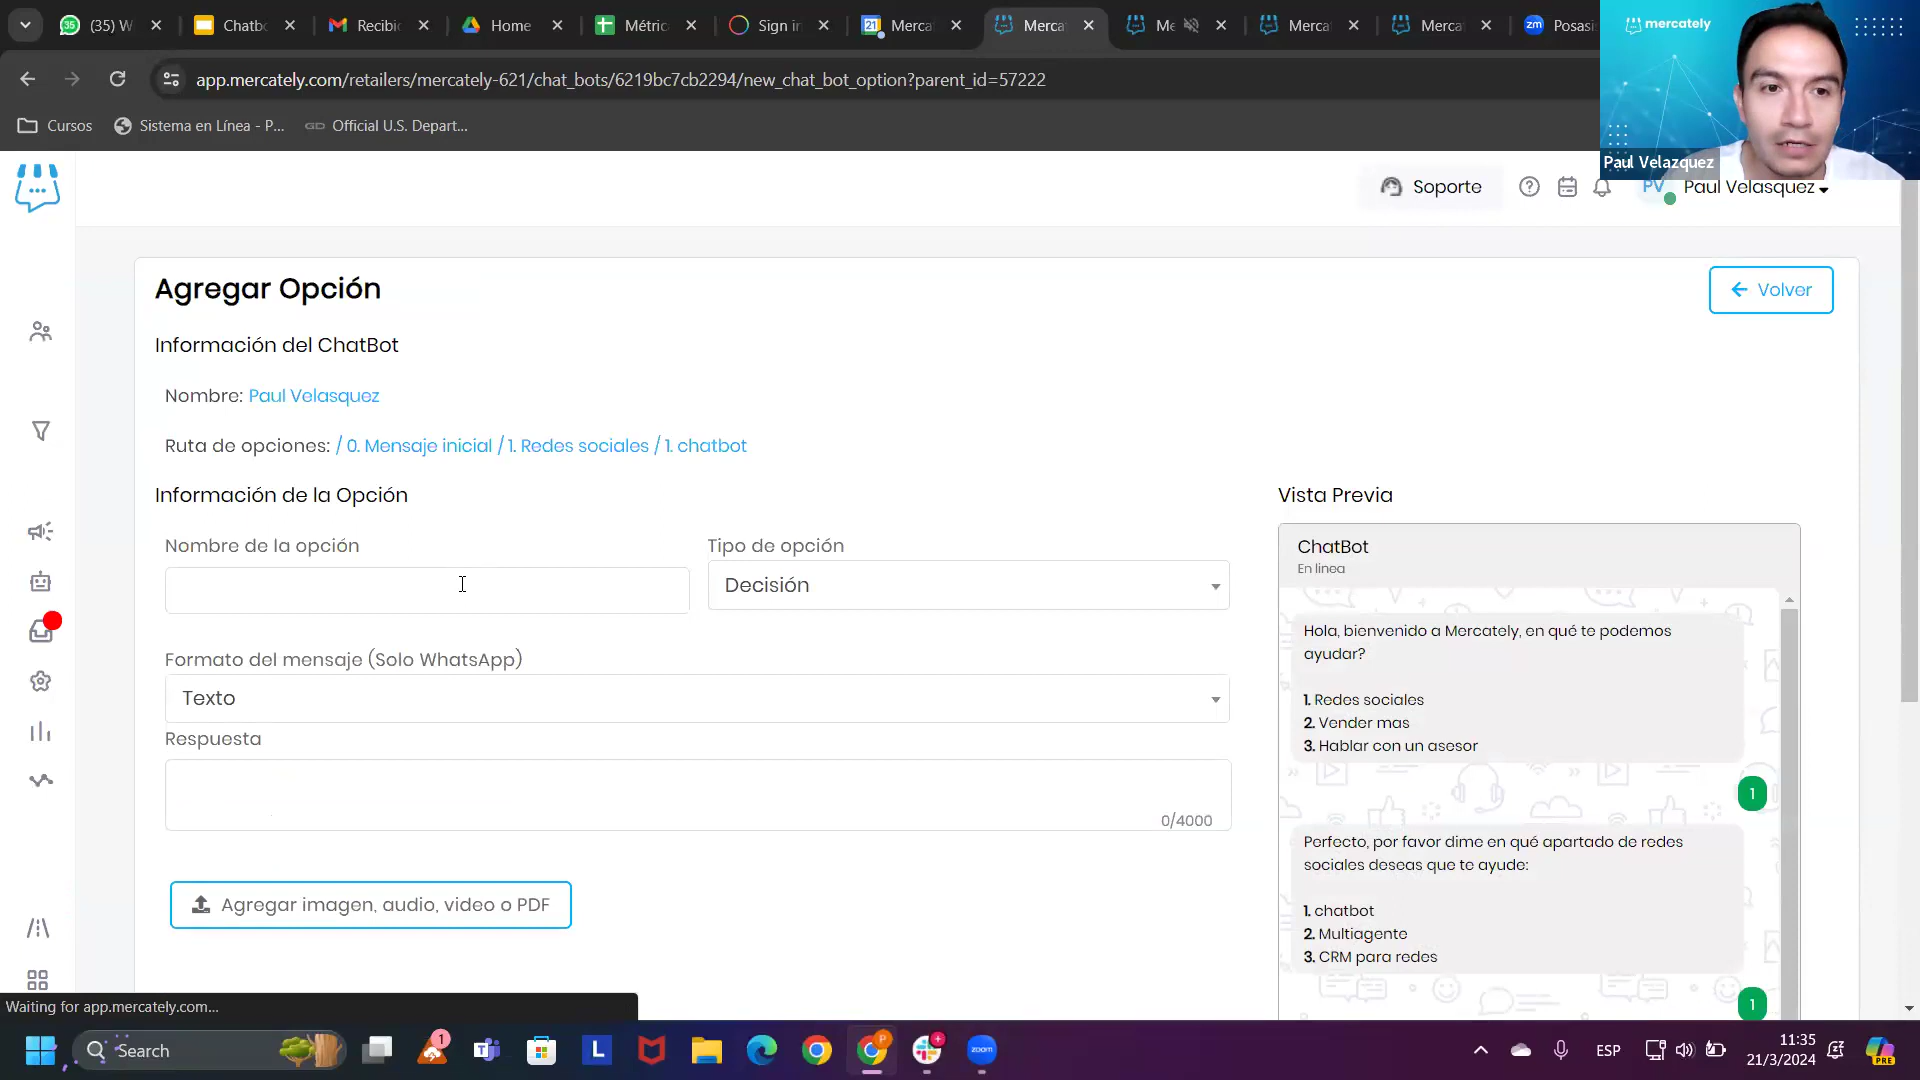 (35) W
Chatbo
Recibi
Home
Métric
Sign in
Merca
Merca
Me
Merca
Merca
zm
Posasi
app.mercately.com/retailers/mercately-621/chat_bots/6219bc7cb2294/new_chat_bot_option?parent_id=57222
Cursos
Sistema en Línea - P...
GD Official U.S. Depart...
mercately
Paul Velazquez
Soporte
PV
Paul Velasquez
Agregar Opción
Volver
Información del ChatBot
Nombre: Paul Velasquez
Ruta de opciones: / 0. Mensaje inicial / 1. Redes sociales / 1. chatbot
Información de la Opción
Vista Previa
Nombre de la opción
Tipo de opción
Decisión
Formato del mensaje (Solo WhatsApp)
Texto
Respuesta
0/4000
Agregar imagen, audio, video o PDF
ChatBot
En linea
Hola, bienvenido a Mercately, en qué te podemos
ayudar?
1. Redes sociales
2. Vender mas
3. Hablar con un asesor
1
Perfecto, por favor dime en qué apartado de redes
sociales deseas que te ayude:
1. chatbot
2. Multiagente
3. CRM para redes
1
Waiting for app.mercately.com...
Search
1
L
zoom
ESP
11:35
21/3/2024
PRE